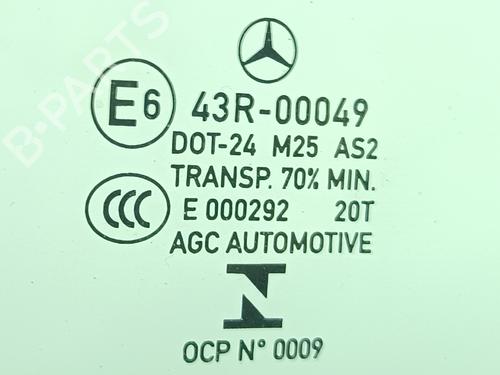 B-PARTS
E6 43R-00049
DOT-24 M25 AS2
TRANSP. 70% MIN.
CCC E 000292 20T
AGC AUTOMOTIVE
OCP N° 0009